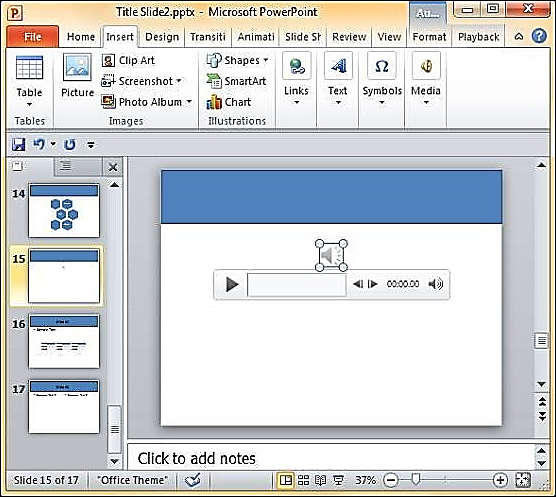 Title Slide2.pptx - Microsoft PowerPoint
Au...
File Home Insert Design Transiti Animati Slide Sh Review View Format Playback
Table
Tables
Picture
Clip Art
Screenshot
Photo Album
Images
Shapes
SmartArt
Chart
Illustrations
Links
Text
Symbols
Media
14
15
16
17
00:00.00
Click to add notes
Slide 15 of 17 "Office Theme" 37%